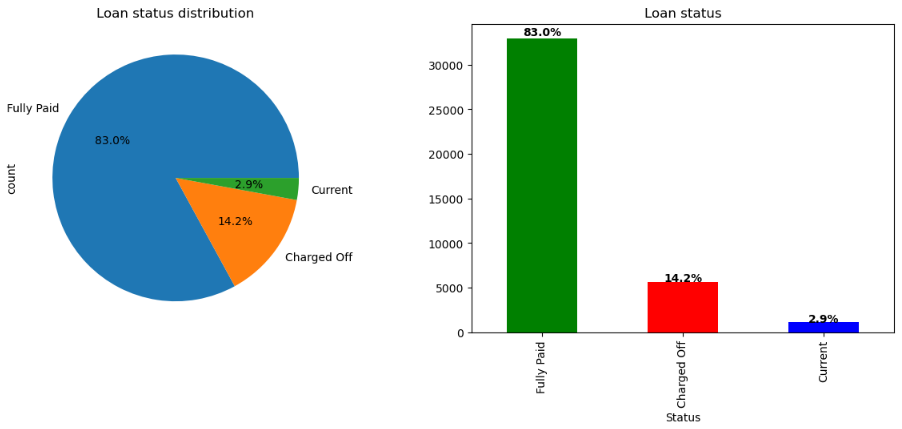 Loan status distribution
Fully Paid
83.0%
count
2.9%
Current
14.2%
Charged Off
Loan status
83.0%
30000
25000
20000
15000
10000
5000
0
14.2%
2.9%
Fully Paid
Charged Off
Current
Status